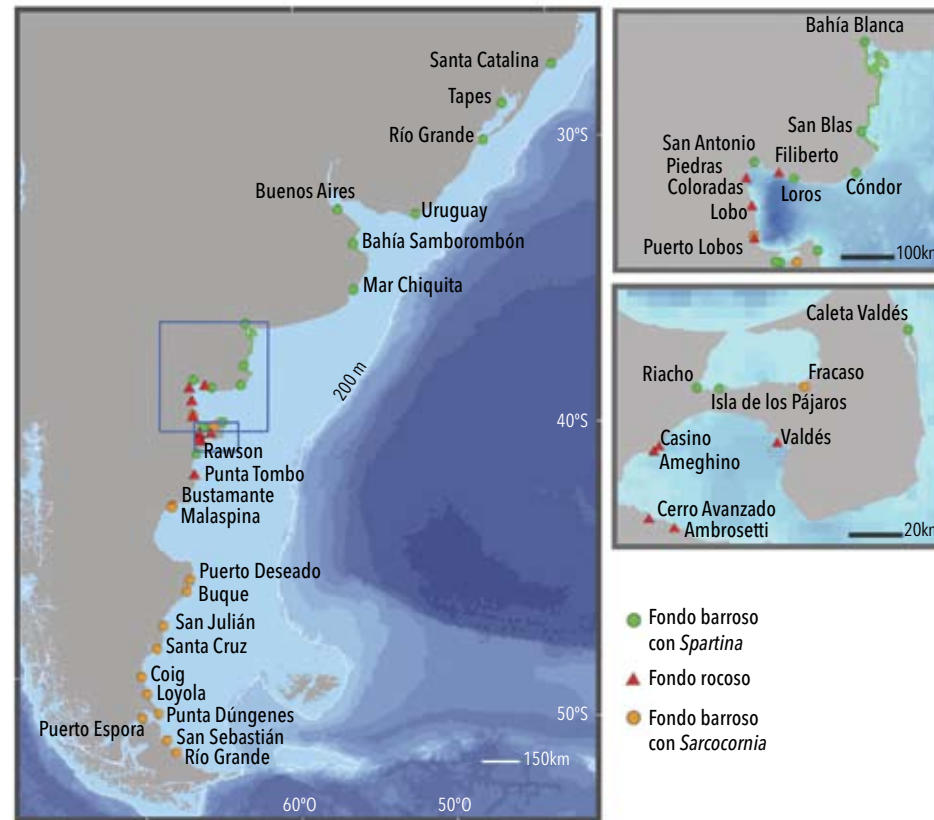 Santa Catalina
Tapes
Río Grande
30ºS
Buenos Aires
Uruguay
Bahía Samborombón
Mar Chiquita
200 m
40ºS
Rawson
Punta Tombo
Bustamante
Malaspina
Puerto Deseado
Buque
San Julián
Santa Cruz
Coig
Loyola
Puerto Espora
Punta Dúngenes
50ºS
San Sebastián
Río Grande
150km
60ºO
50ºO
Bahía Blanca
San Blas
San Antonio
Filiberto
Piedras
Coloradas
Loros
Cóndor
Lobo
Puerto Lobos
100km
Caleta Valdés
Riacho
Fracaso
Isla de los Pájaros
Casino
Valdés
Ameghino
Cerro Avanzado
Ambrosetti
20km
Fondo barroso
con Spartina
Fondo rocoso
Fondo barroso
con Sarcocornia